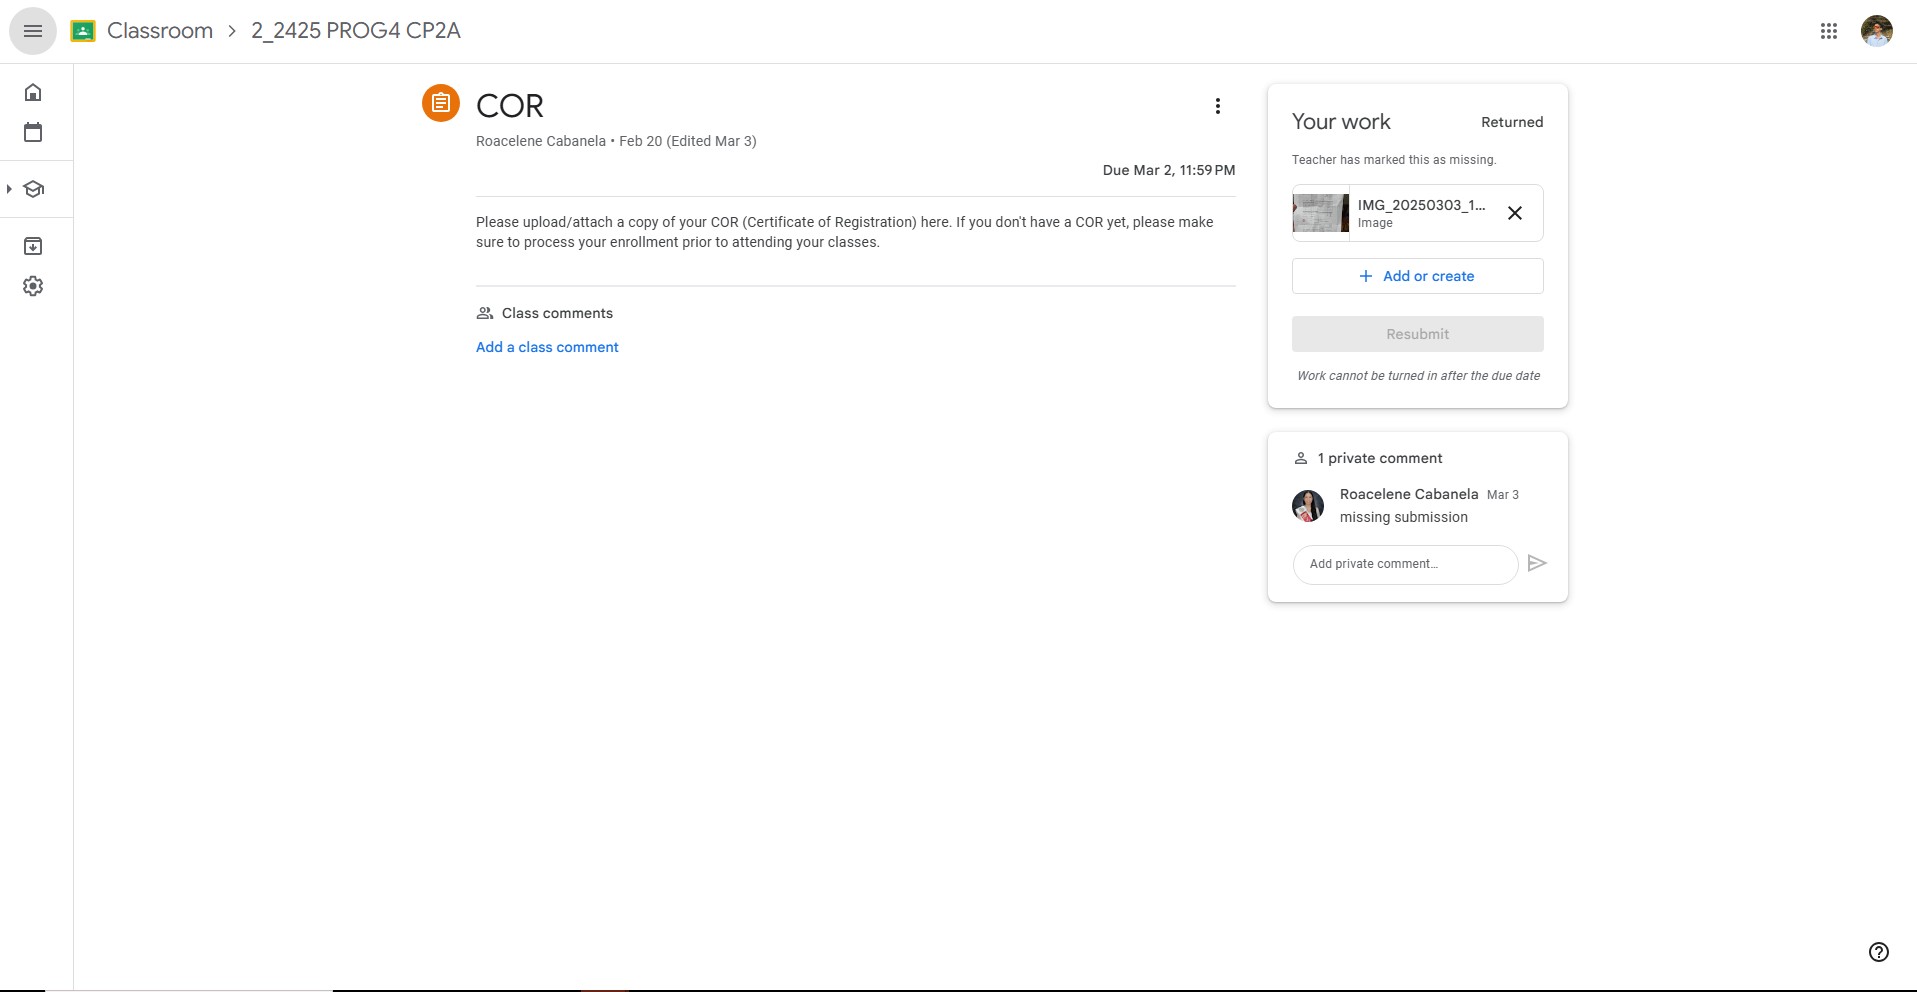 Classroom > 2_2425 PROG4 CP2A
COR
Roacelene Cabanela • Feb 20 (Edited Mar 3)
Due Mar 2, 11:59 PM
Please upload/attach a copy of your COR (Certificate of Registration) here. If you don't have a COR yet, please make
sure to process your enrollment prior to attending your classes.
Class comments
Add a class comment
Your work
Returned
Teacher has marked this as missing.
IMG_20250303_1...
Image
Add or create
Resubmit
Work cannot be turned in after the due date
1 private comment
Roacelene Cabanela Mar 3
missing submission
Add private comment...